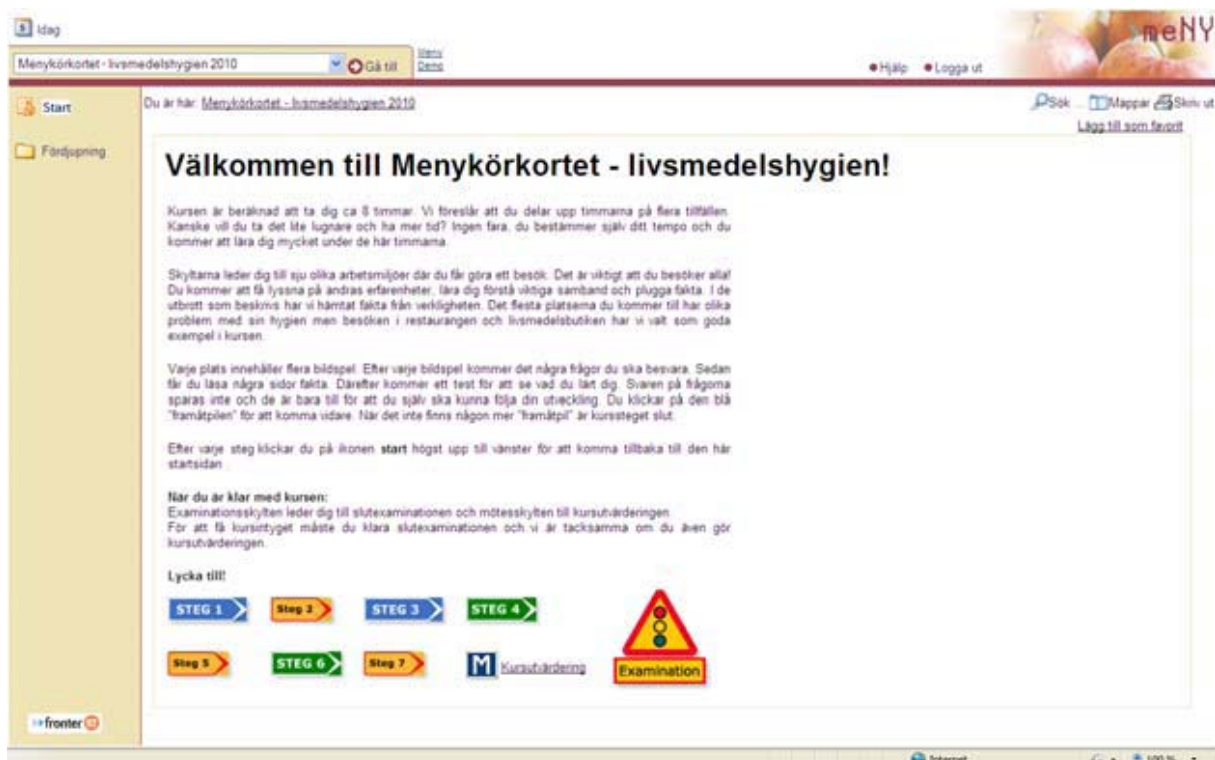 Idag
meNY
Menykörkortet - livsmedelshygien 2010
Gå till
Meny
Demo
Hjälp
Logga ut
Start
Du är här: Menykörkortet - livsmedelshygien 2010
Sök
Mappar
Skriv ut
Lägg till som favorit
Fördjupning
Välkommen till Menykörkortet - livsmedelshygien!
Kursen är beräknad att ta dig ca 8 timmar. Vi föreslår att du delar upp timmarna på flera tillfällen.
Kanske vill du ta det lite lugnare och ha mer tid? Ingen fara, du bestämmer själv ditt tempo och du
kommer att lära dig mycket under de här timmarna.
Skyltarna leder dig till sju olika arbetsmiljöer där du får göra ett besök. Det är viktigt att du besöker alla!
Du kommer att få lyssna på andras erfarenheter, lära dig förstå viktiga samband och plugga fakta. I de
utbrott som beskrivs har vi hämtat fakta från verkligheten. Det flesta platserna du kommer till har olika
problem med sin hygien men besöken i restaurangen och livsmedelsbutiken har vi valt som goda
exempel i kursen.
Varje plats innehåller flera bildspel. Efter varje bildspel kommer det några frågor du ska besvara. Sedan
får du läsa några sidor fakta. Därefter kommer ett test för att se vad du lärt dig. Svaren på frågorna
sparas inte och de är bara till för att du själv ska kunna följa din utveckling. Du klickar på den blå
"framåtpilen" för att komma vidare. När det inte finns någon mer "framåtpil" är kurssteget slut.
Efter varje steg klickar du på ikonen start högst upp till vänster för att komma tillbaka till den här
startsidan
När du är klar med kursen:
Examinationsskylten leder dig till slutexaminationen och mötesskylten till kursutvärderingen.
För att få kursintyget måste du klara slutexaminationen och vi är tacksamma om du även gör
kursutvärderingen.
Lycka till!
STEG 1
Steg 2
STEG 3
STEG 4
Steg 5
STEG 6
Steg 7
M
Kursutvärdering
Examination
fronter
Internet
100 %